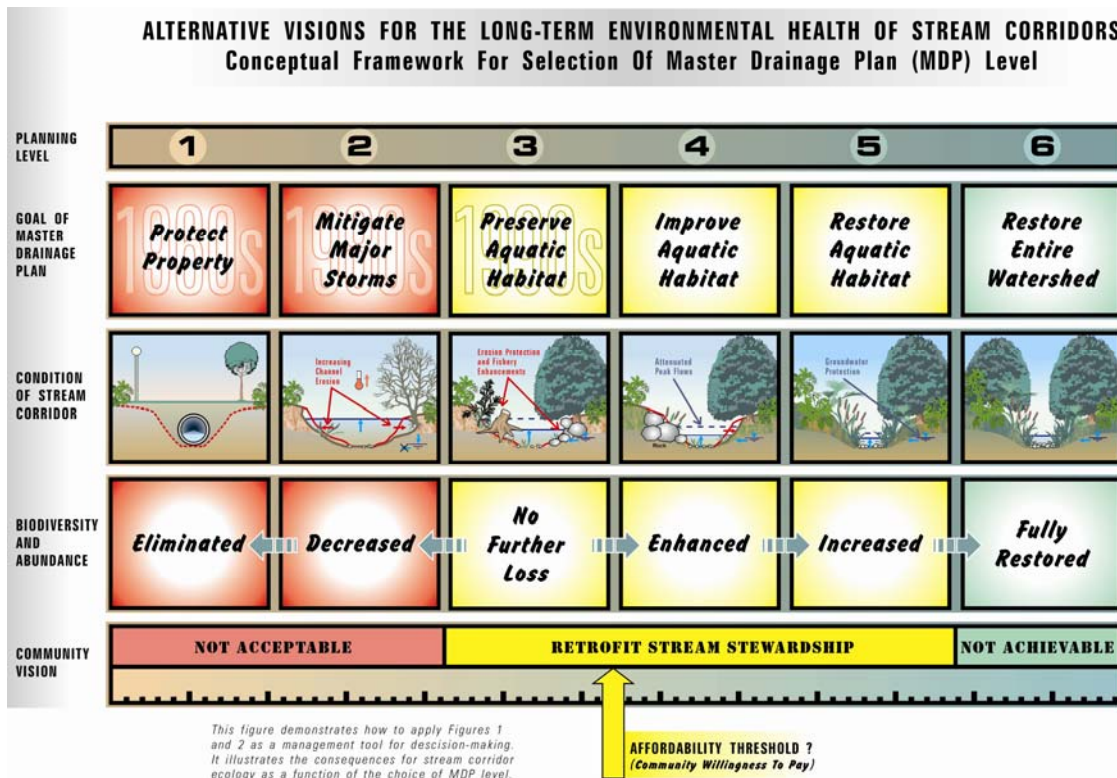 ALTERNATIVE VISIONS FOR THE LONG-TERM ENVIRONMENTAL HEALTH OF STREAM CORRIDORS
Conceptual Framework For Selection Of Master Drainage Plan (MDP) Level
PLANNING
LEVEL
1 2 3 4 5 6
GOAL OF
MASTER
DRAINAGE
PLAN
1960s
Protect
Property
1980s
Mitigate
Major
Storms
1990s
Preserve
Aquatic
Habitat
Improve
Aquatic
Habitat
Restore
Aquatic
Habitat
Restore
Entire
Watershed
CONDITION
OF STREAM
CORRIDOR
Increasing
Channel
Erosion
Erosion Protection
and Fishery
Enhancements
Attenuated
Peak Flows
Rock
Groundwater
Protection
BIODIVERSITY
AND
ABUNDANCE
Eliminated
Decreased
No
Further
Loss
Enhanced
Increased
Fully
Restored
COMMUNITY
VISION
NOT ACCEPTABLE
RETROFIT STREAM STEWARDSHIP
NOT ACHIEVABLE
This figure demonstrates how to apply Figures 1
and 2 as a management tool for descision-making.
It illustrates the consequences for stream corridor
ecology as a function of the choice of MDP level.
AFFORDABILITY THRESHOLD ?
(Community Willingness To Pay)